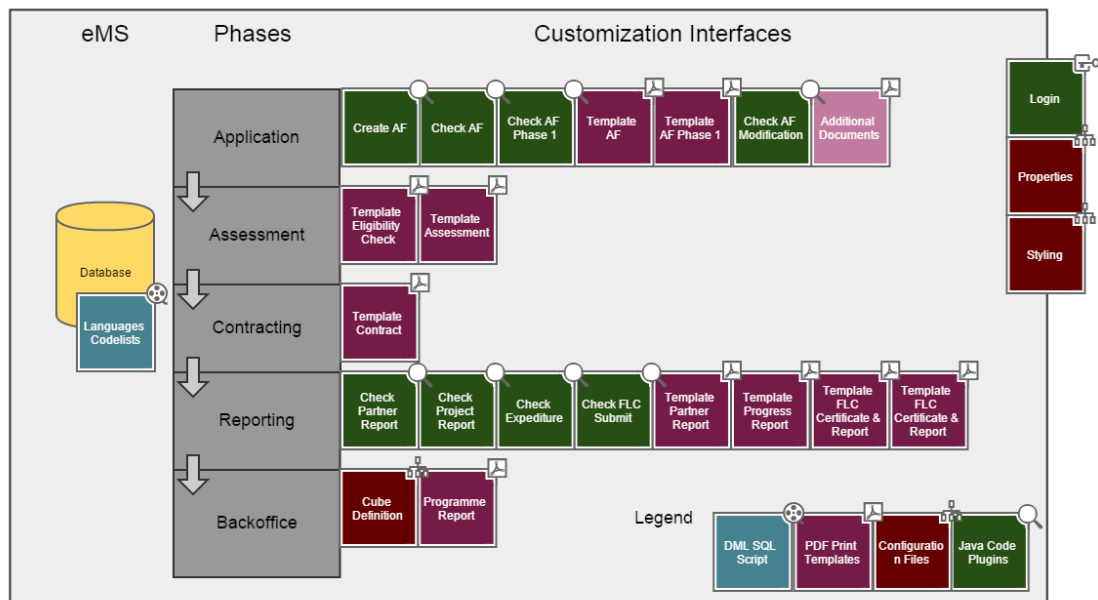 eMS
Phases
Customization Interfaces
Application
Create AF
Check AF
Check AF
Phase 1
Template
AF
Template
AF Phase 1
Check AF
Modification
Additional
Documents
Login
Properties
Styling
Assessment
Template
Eligibility
Check
Template
Assessment
Database
Languages
Codelists
Contracting
Template
Contract
Reporting
Check
Partner
Report
Check
Project
Report
Check
Expediture
Check FLC
Submit
Template
Partner
Report
Template
Progress
Report
Template
FLC
Certificate &
Report
Template
FLC
Certificate &
Report
Backoffice
Cube
Definition
Programme
Report
Legend
DML SQL
Script
PDF Print
Templates
Configuratio
n Files
Java Code
Plugins